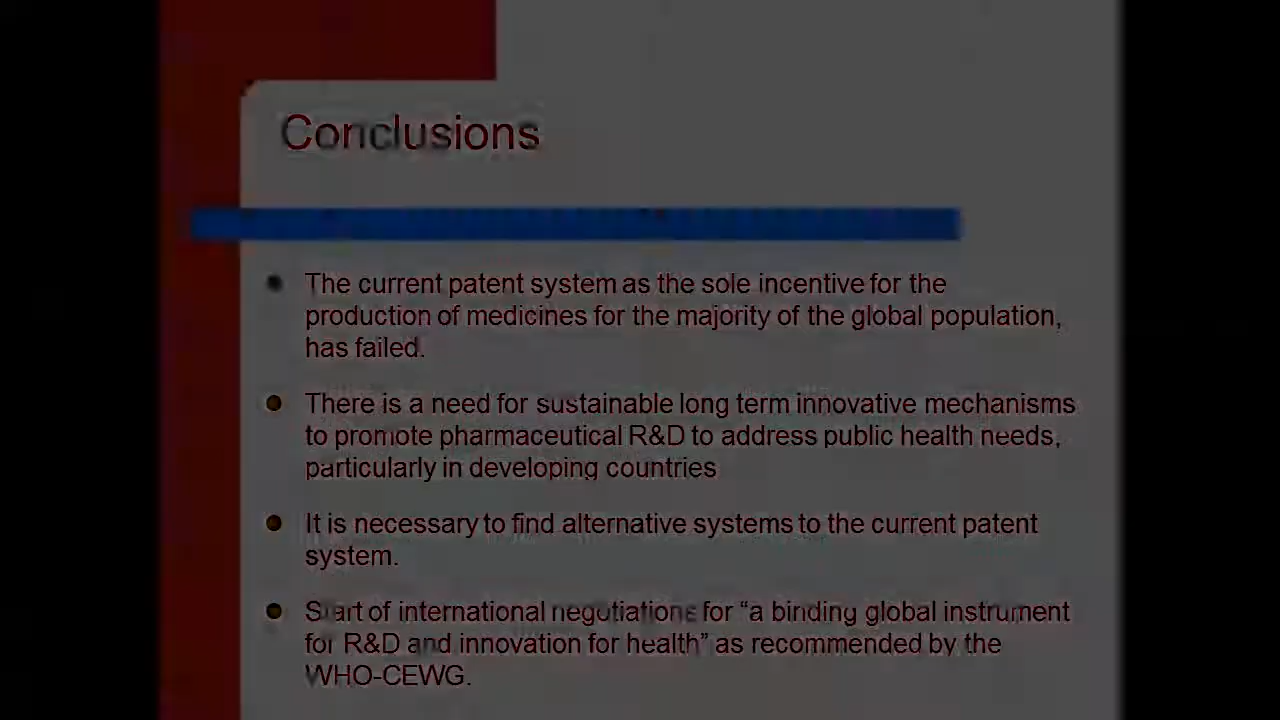 Conclusions
The current patent system as the sole incentive for the
production of medicines for the majority of the global population,
has failed.
There is a need for sustainable long term innovative mechanisms
to promote pharmaceutical R&D to address public health needs,
particularly in developing countries
It is necessary to find alternative systems to the current patent
system.
Start of international negotiations for “a binding global instrument
for R&D and innovation for health” as recommended by the
WHO-CEWG.